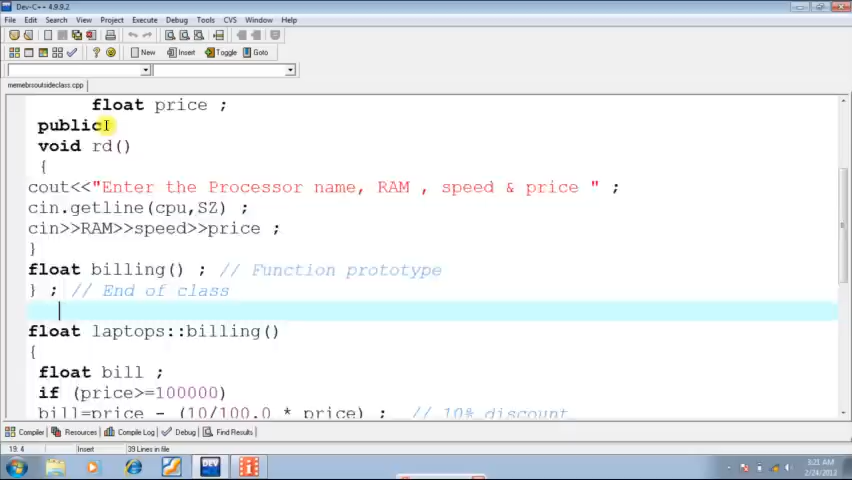 Dev-C++ 4.9.9.2
File Edit Search View Project Execute Debug Tools CVS Window Help
New Insert Toggle Goto
memebrsoutsideclass.cpp
float price ;
public
void rd()
{
cout<<"Enter the Processor name, RAM , speed & price " ;
cin.getline(cpu,SZ) ;
cin>>RAM>>speed>>price ;
}
float billing() ; // Function prototype
} ; // End of class
float laptops::billing()
{
float bill ;
if (price>=100000)
bill=price - (10/100.0 * price) ; // 10% discount
Compiler Resources Compile Log Debug Find Results
19: 4 Insert 39 Lines in file
DEV
3:21 AM
2/24/2012